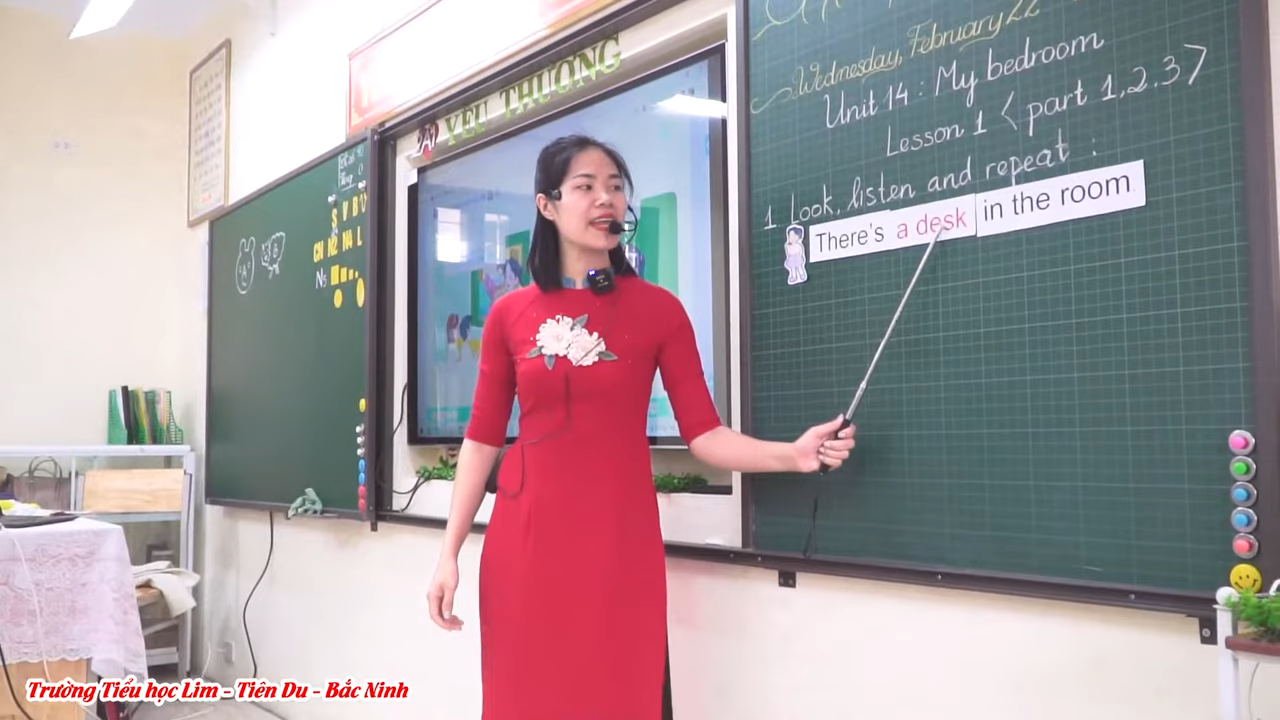 YÊU THƯƠNG
Wednesday, February 22
Unit 14 : My bedroom
Lesson 1 < part 1,2.3>
1 Look, listen and repeat :
There's a desk in the room
Trường Tiểu học Lim - Tiên Du - Bắc Ninh